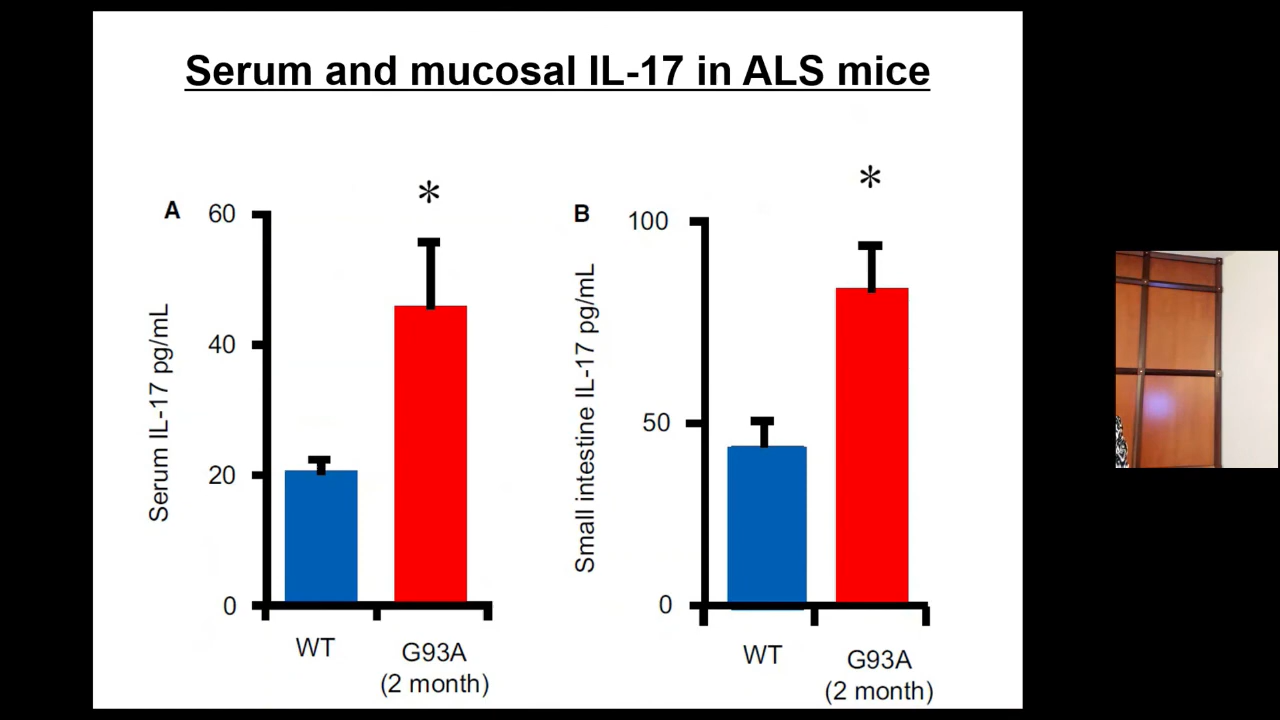 Serum and mucosal IL-17 in ALS mice
A
Serum IL-17 pg/mL
60
40
20
0
*
WT
G93A
(2 month)
B
Small intestine IL-17 pg/mL
100
50
0
*
WT
G93A
(2 month)